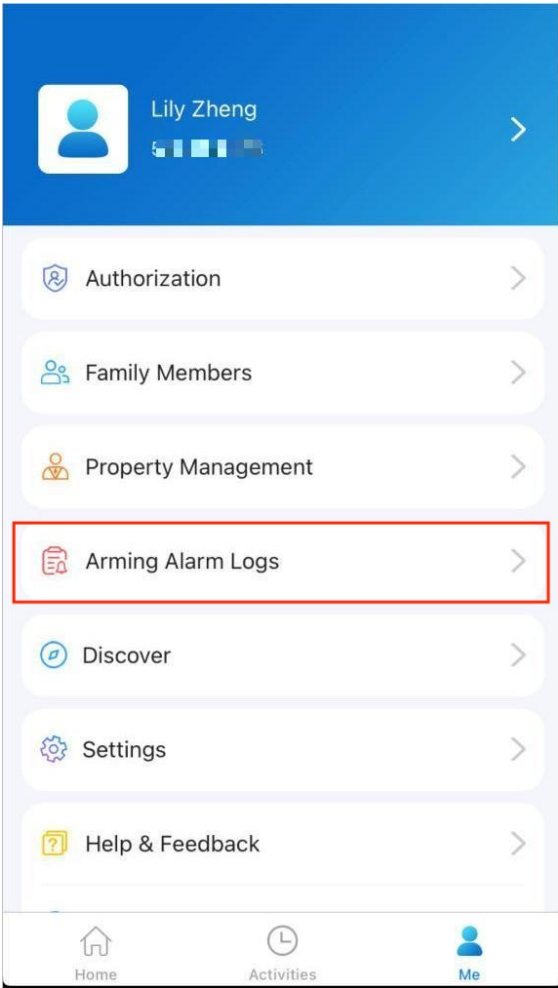 Lily Zheng
Authorization
Family Members
Property Management
Arming Alarm Logs
Discover
Settings
Help & Feedback
Home
Activities
Me